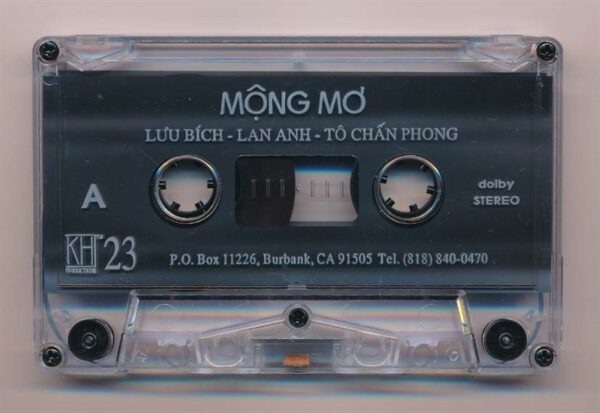 MỘNG MƠ
LƯU BÍCH - LAN ANH - TÔ CHẤN PHONG
A
dolby
STEREO
KH 23
PRODUCTIONS
P.O. Box 11226, Burbank, CA 91505 Tel. (818) 840-0470